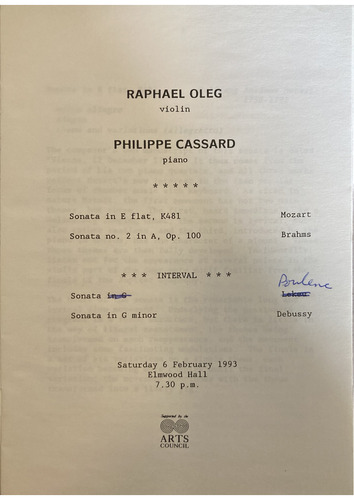 RAPHAEL OLEG
violin
PHILIPPE CASSARD
piano
* * * * *
Sonata in E flat, K481 Mozart
Sonata no. 2 in A, Op. 100 Brahms
* * * INTERVAL * * *
Poulenc
Sonata in G Lekeu
Sonata in G minor Debussy
Saturday 6 February 1993
Elmwood Hall
7.30 p.m.
Supported by the
ARTS
COUNCIL